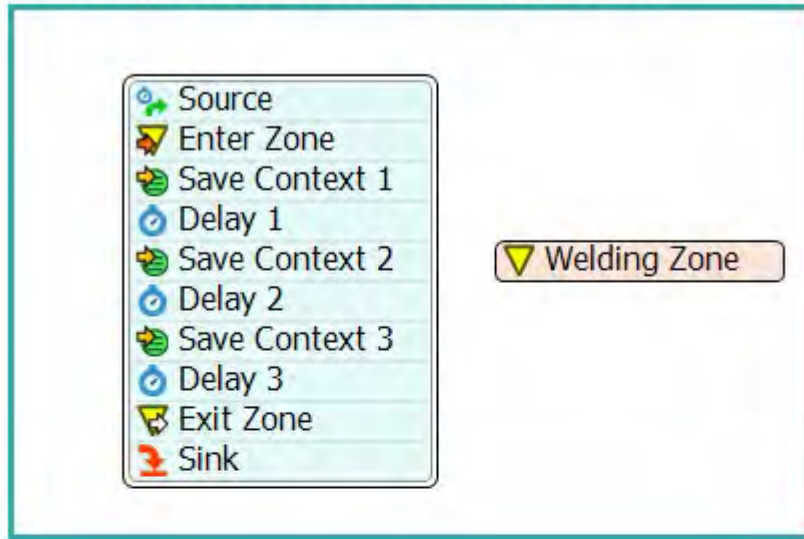 Source
Enter Zone
Save Context 1
Delay 1
Save Context 2
Welding Zone
Delay 2
Save Context 3
Delay 3
Exit Zone
Sink